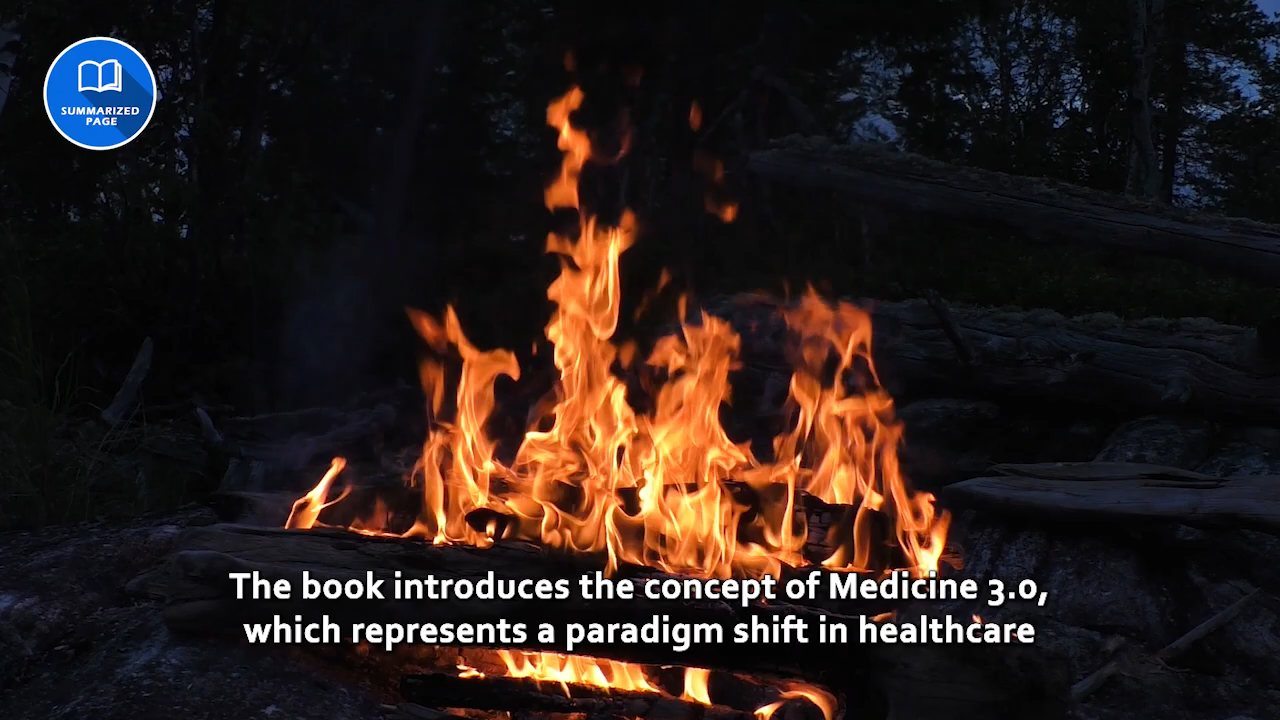 SUMMARIZED
PAGE
The book introduces the concept of Medicine 3.0,
which represents a paradigm shift in healthcare